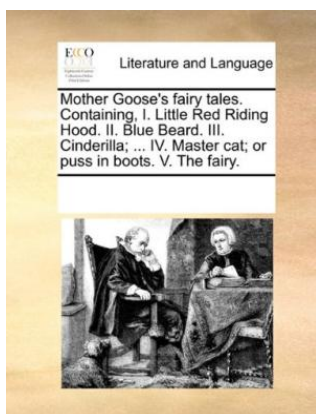 ECCO
Literature and Language
Mother Goose's fairy tales.
Containing, I. Little Red Riding
Hood. II. Blue Beard. III.
Cinderilla; ... IV. Master cat; or
puss in boots. V. The fairy.